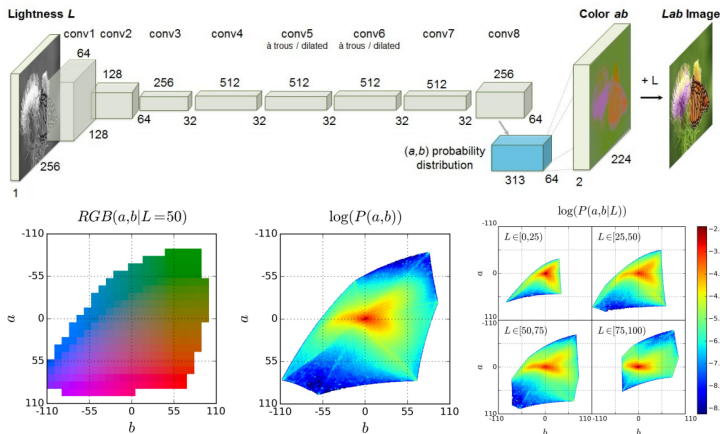 Lightness L
Color ab
Lab Image
conv1
conv2
conv3
conv4
conv5
conv6
conv7
conv8
à trous / dilated
à trous / dilated
64
128
256
512
512
512
512
256
+ L
128
64
32
32
32
32
32
64
256
1
(a,b) probability
distribution
313
64
2
224
RGB(a,b|L=50)
-110
-55
0
55
110
a
-110
-55
0
55
110
b
log(P(a,b))
-110
-55
0
55
110
a
-110
-55
0
55
110
b
log(P(a,b|L))
-110
L∈[0,25)
L∈[25,50)
a
0
110
L∈[50,75)
L∈[75,100)
a
0
110
-110
0
110
0
110
b
b
−2.
−3.
−4.
−5.
−6.
−7.
−8.